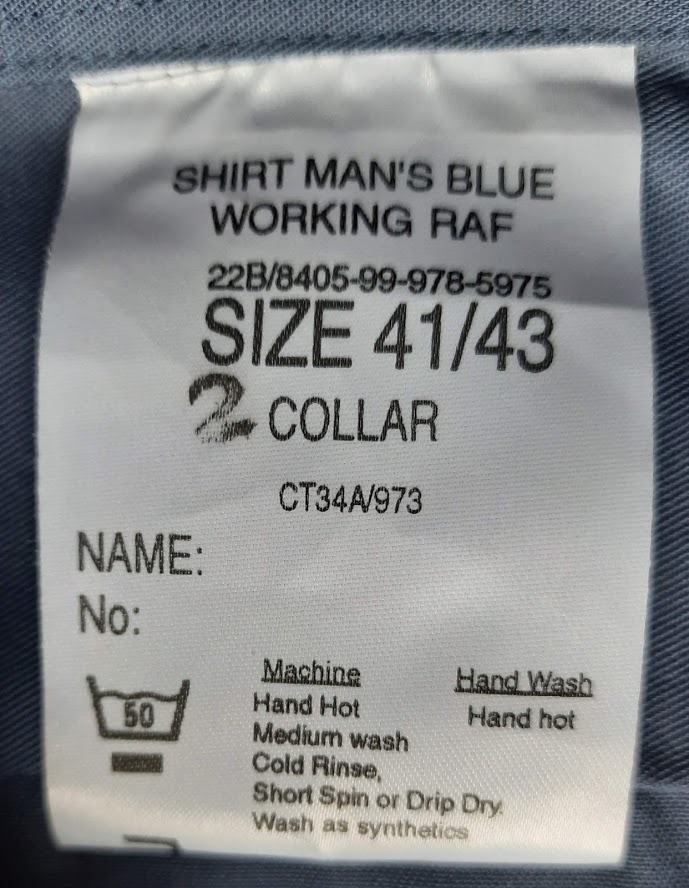 SHIRT MAN'S BLUE
WORKING RAF
22B/8405-99-978-5975
SIZE 41/43
2 COLLAR
CT34A/973
NAME:
No:
50
Machine
Hand Hot
Medium wash
Cold Rinse,
Short Spin or Drip Dry.
Wash as synthetics
Hand Wash
Hand hot